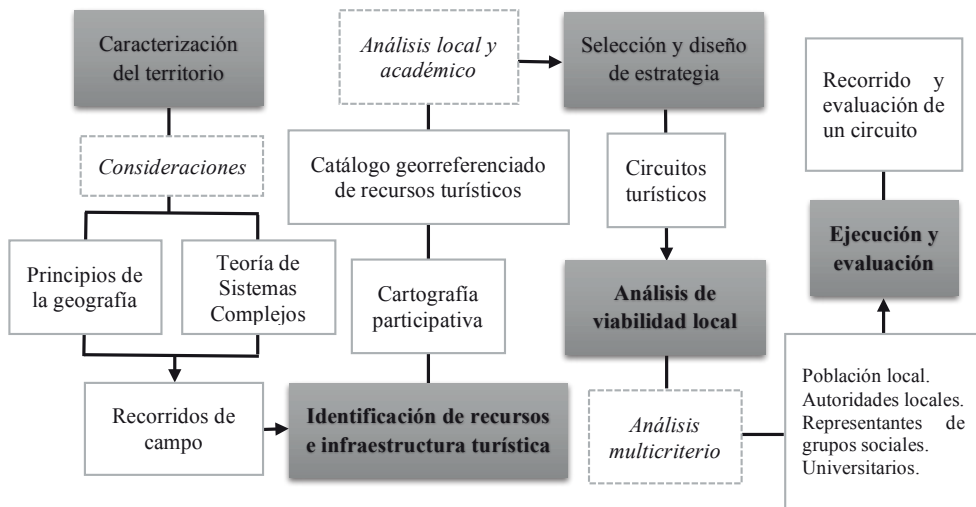 Caracterización
del territorio
Consideraciones
Principios de
la geografía
Teoría de
Sistemas
Complejos
Recorridos de
campo
Identificación de recursos
e infraestructura turística
Cartografía
participativa
Catálogo georreferenciado
de recursos turísticos
Análisis local y
académico
Selección y diseño
de estrategia
Circuitos
turísticos
Análisis de
viabilidad local
Análisis
multicriterio
Población local.
Autoridades locales.
Representantes de
grupos sociales.
Universitarios.
Ejecución y
evaluación
Recorrido y
evaluación de
un circuito